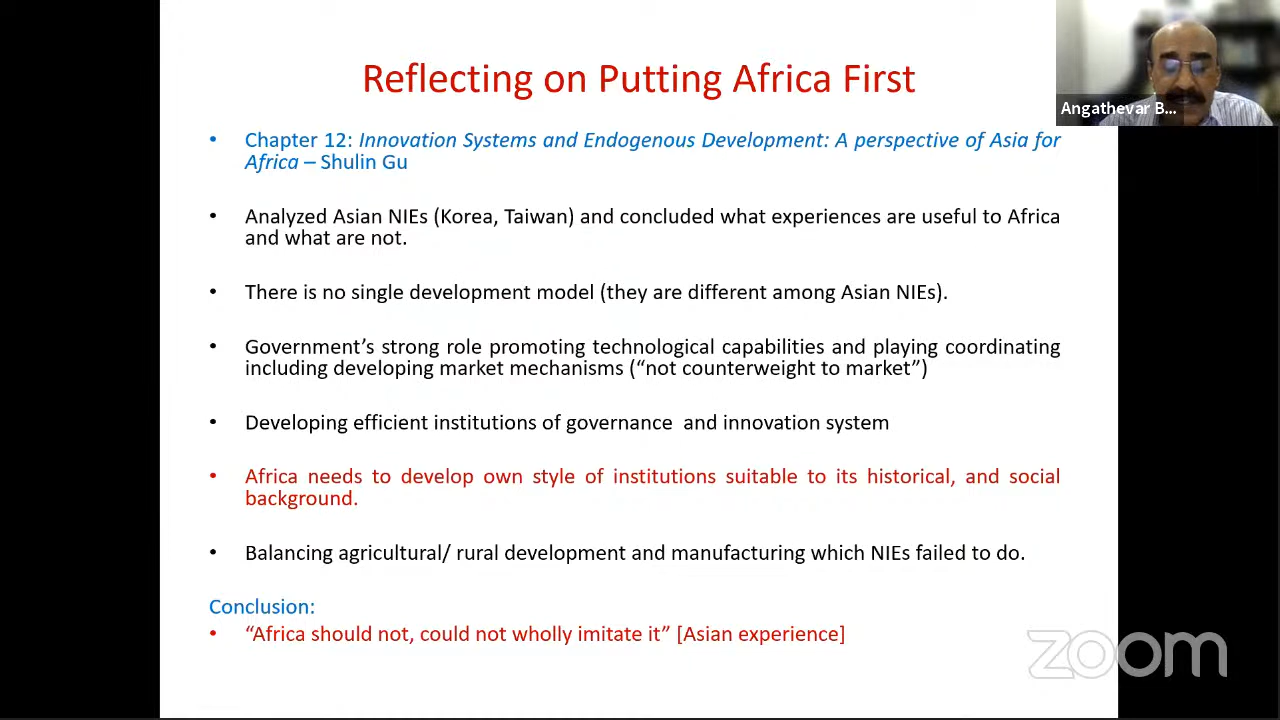 Reflecting on Putting Africa First
Angathevar B...
• Chapter 12: Innovation Systems and Endogenous Development: A perspective of Asia for
Africa – Shulin Gu
• Analyzed Asian NIEs (Korea, Taiwan) and concluded what experiences are useful to Africa
and what are not.
• There is no single development model (they are different among Asian NIEs).
• Government’s strong role promoting technological capabilities and playing coordinating
including developing market mechanisms (“not counterweight to market”)
• Developing efficient institutions of governance  and innovation system
• Africa needs to develop own style of institutions suitable to its historical, and social
background.
• Balancing agricultural/ rural development and manufacturing which NIEs failed to do.
Conclusion:
• “Africa should not, could not wholly imitate it” [Asian experience]
zoom